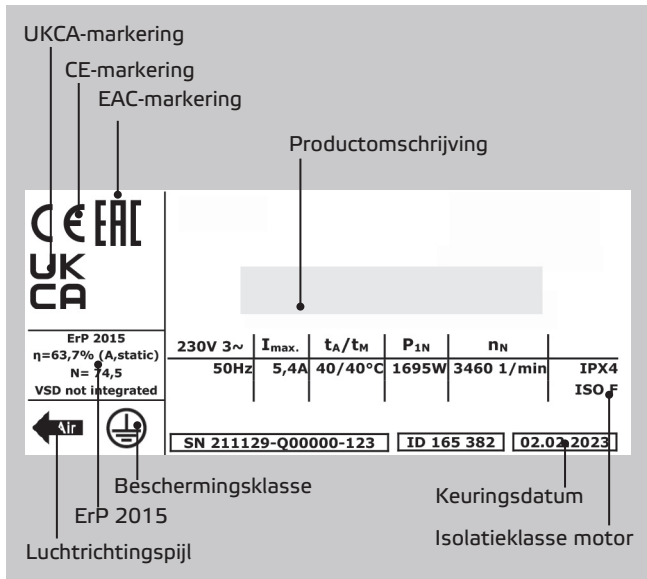 UKCA-markering
CE-markering
EAC-markering
Productomschrijving
CE EAC
UK
CA
ErP 2015
η=63,7% (A,static)
N= 74,5
VSD not integrated
230V 3~ Imax. tA/tM P1N nN
50Hz 5,4A 40/40°C 1695W 3460 1/min IPX4
ISO F
Air
SN 211129-Q00000-123 ID 165 382 02.02.2023
Beschermingsklasse
Keuringsdatum
ErP 2015
Isolatieklasse motor
Luchtrichtingspijl